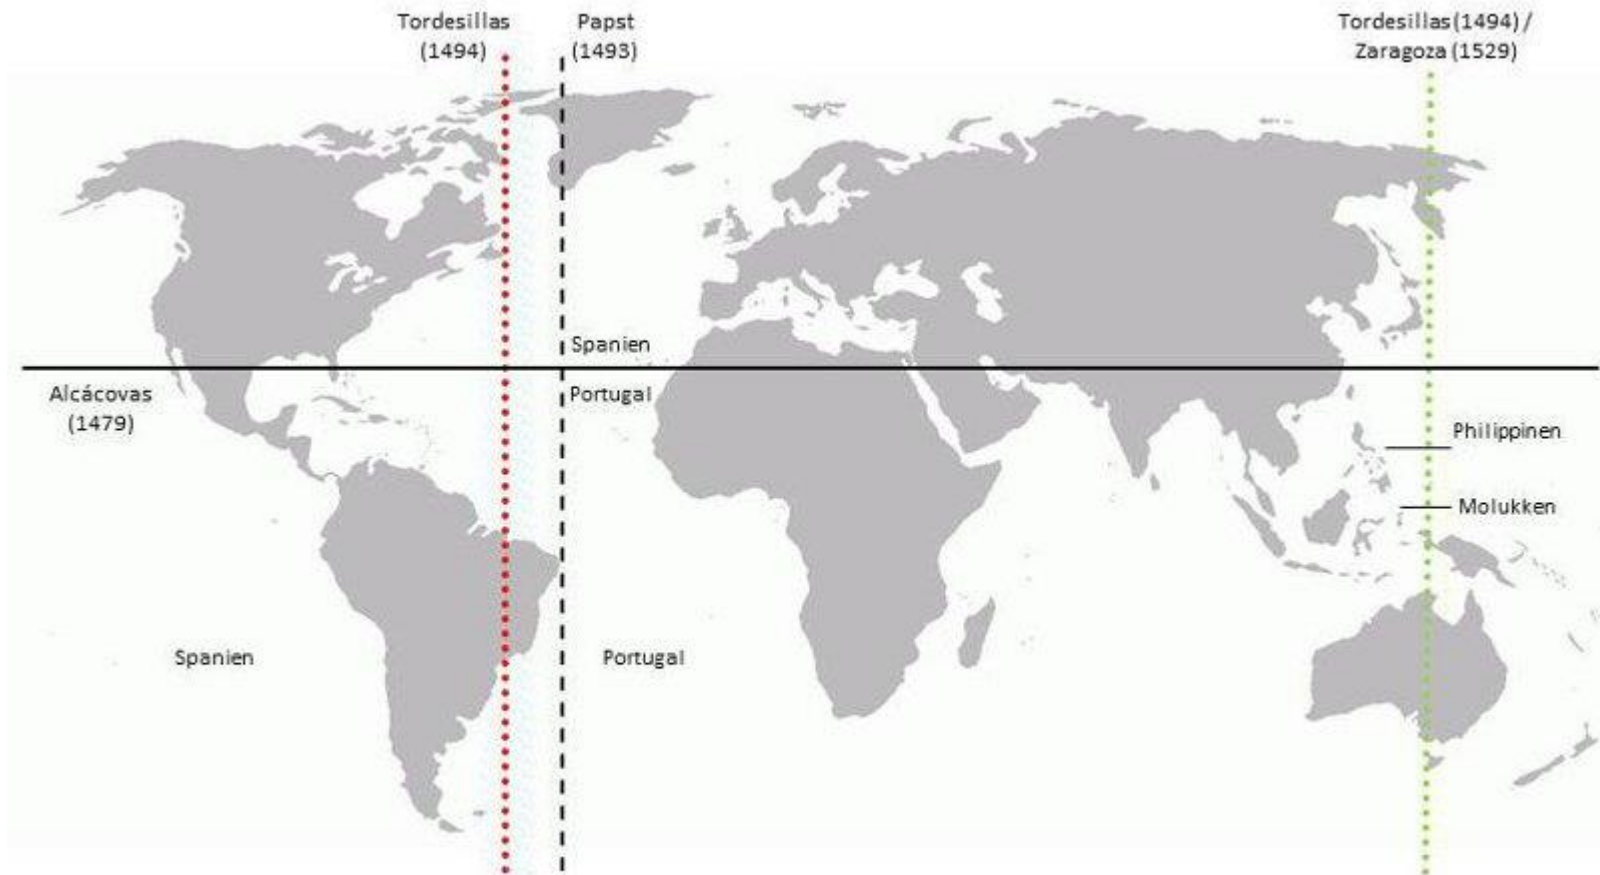 Tordesillas
(1494)
Papst
(1493)
Tordesillas (1494) /
Zaragoza (1529)
Spanien
Alcácovas
(1479)
Portugal
Philippinen
Molukken
Spanien
Portugal